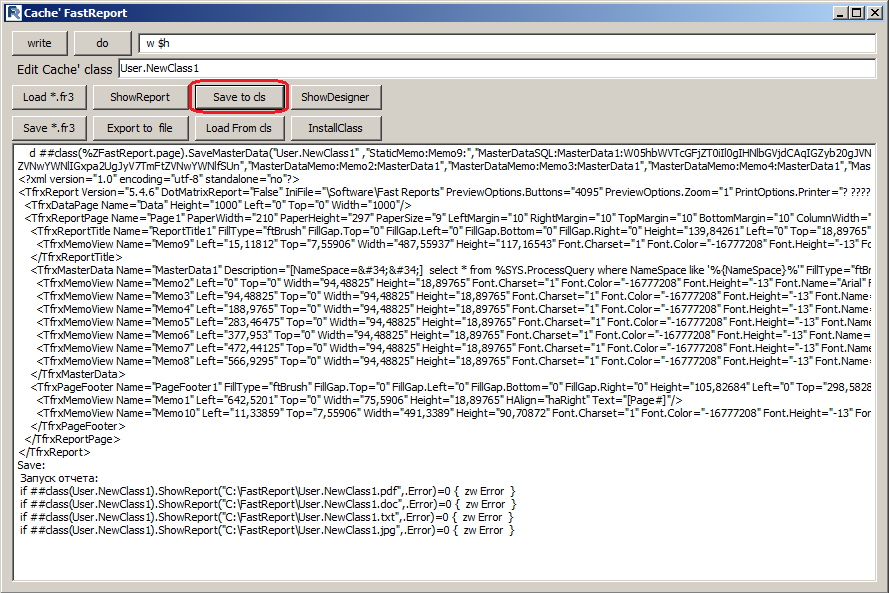 Cache' FastReport
write do w $h
Edit Cache' class User.NewClass1
Load *.fr3 ShowReport Save to cls ShowDesigner
Save *.fr3 Export to file Load From cls InstallClass
d ##class(%ZFastReport.page).SaveMasterData("User.NewClass1" ,"StaticMemo:Memo9:","MasterDataSQL:MasterData1:
"MasterDataMemo:Memo2:MasterData1","MasterDataMemo:Memo3:MasterData1","MasterDataMemo:Memo4:MasterData1","Mas
<?xml version="1.0" encoding="utf-8" standalone="no"?>
<TfrxReport Version="5.4.6" DotMatrixReport="False" IniFile="\Software\Fast Reports" PreviewOptions.Buttons="4095" PreviewOptions.Zoom="1" PrintOptions.Printer="? ????
<TfrxDataPage Name="Data" Height="1000" Left="0" Top="0" Width="1000"/>
<TfrxReportPage Name="Page1" PaperWidth="210" PaperHeight="297" PaperSize="9" LeftMargin="10" RightMargin="10" TopMargin="10" BottomMargin="10" ColumnWidth="
<TfrxReportTitle Name="ReportTitle1" FillType="ftBrush" FillGap.Top="0" FillGap.Left="0" FillGap.Bottom="0" FillGap.Right="0" Height="139,84261" Left="0" Top="18,89765"
<TfrxMemoView Name="Memo9" Left="15,11812" Top="7,55906" Width="487,55937" Height="117,16543" Font.Charset="1" Font.Color="-16777208" Font.Height="-13" Fo
</TfrxReportTitle>
<TfrxMasterData Name="MasterData1" Description="[NameSpace=&#34;&#34;]  select * from %SYS.ProcessQuery where NameSpace like '%{NameSpace}%'" FillType="ftBr
<TfrxMemoView Name="Memo2" Left="0" Top="0" Width="94,48825" Height="18,89765" Font.Charset="1" Font.Color="-16777208" Font.Height="-13" Font.Name="Arial" F
<TfrxMemoView Name="Memo3" Left="94,48825" Top="0" Width="94,48825" Height="18,89765" Font.Charset="1" Font.Color="-16777208" Font.Height="-13" Font.Name=
<TfrxMemoView Name="Memo4" Left="188,9765" Top="0" Width="94,48825" Height="18,89765" Font.Charset="1" Font.Color="-16777208" Font.Height="-13" Font.Name=
<TfrxMemoView Name="Memo5" Left="283,46475" Top="0" Width="94,48825" Height="18,89765" Font.Charset="1" Font.Color="-16777208" Font.Height="-13" Font.Nam
<TfrxMemoView Name="Memo6" Left="377,953" Top="0" Width="94,48825" Height="18,89765" Font.Charset="1" Font.Color="-16777208" Font.Height="-13" Font.Name=
<TfrxMemoView Name="Memo7" Left="472,44125" Top="0" Width="94,48825" Height="18,89765" Font.Charset="1" Font.Color="-16777208" Font.Height="-13" Font.Nam
<TfrxMemoView Name="Memo8" Left="566,9295" Top="0" Width="94,48825" Height="18,89765" Font.Charset="1" Font.Color="-16777208" Font.Height="-13" Font.Name=
</TfrxMasterData>
<TfrxPageFooter Name="PageFooter1" FillType="ftBrush" FillGap.Top="0" FillGap.Left="0" FillGap.Bottom="0" FillGap.Right="0" Height="105,82684" Left="0" Top="298,5828
<TfrxMemoView Name="Memo1" Left="642,5201" Top="0" Width="75,5906" Height="18,89765" HAlign="haRight" Text="[Page#]"/>
<TfrxMemoView Name="Memo10" Left="11,33859" Top="7,55906" Width="491,3389" Height="90,70872" Font.Charset="1" Font.Color="-16777208" Font.Height="-13" Fon
</TfrxPageFooter>
</TfrxReportPage>
</TfrxReport>
Save:
Запуск отчета:
if ##class(User.NewClass1).ShowReport("C:\FastReport\User.NewClass1.pdf",.Error)=0 { zw Error }
if ##class(User.NewClass1).ShowReport("C:\FastReport\User.NewClass1.doc",.Error)=0 { zw Error }
if ##class(User.NewClass1).ShowReport("C:\FastReport\User.NewClass1.txt",.Error)=0 { zw Error }
if ##class(User.NewClass1).ShowReport("C:\FastReport\User.NewClass1.jpg",.Error)=0 { zw Error }